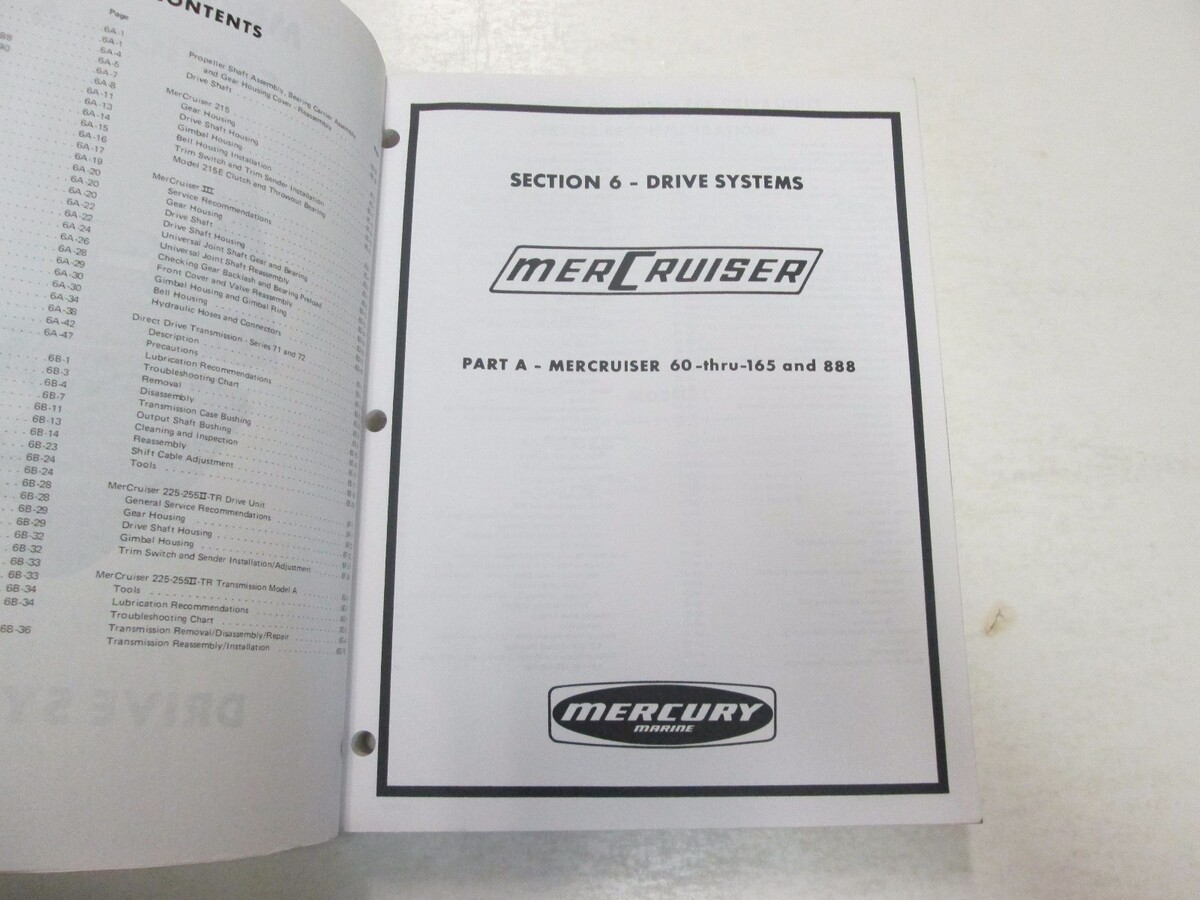 CONTENTS
Page
6A-1
6A-1
6A-4
6A-5
6A-7
6A-8
6A-11
6A-13
6A-14
6A-15
6A-16
6A-17
6A-19
6A-20
6A-20
6A-20
6A-22
6A-22
6A-24
6A-26
6A-28
6A-29
6A-30
6A-30
6A-34
6A-38
6A-42
6A-47
6B-1
6B-3
6B-4
6B-7
6B-11
6B-13
6B-14
6B-23
6B-24
6B-24
6B-28
6B-28
6B-29
6B-29
6B-32
6B-32
6B-33
6B-33
6B-34
6B-34
6B-36
Propeller Shaft Assembly, Bearing Carrier Assembly
and Gear Housing Cover - Reassembly
Drive Shaft
MerCruiser 215
Gear Housing
Drive Shaft Housing
Gimbal Housing
Bell Housing Installation
Trim Switch and Trim Sender Installation
Model 215E Clutch and Throwout Bearing
MerCruiser III
Service Recommendations
Gear Housing
Drive Shaft
Drive Shaft Housing
Universal Joint Shaft Gear and Bearing
Universal Joint Shaft Reassembly
Checking Gear Backlash and Bearing Preload
Front Cover and Valve Reassembly
Gimbal Housing and Gimbal Ring
Bell Housing
Hydraulic Hoses and Connectors
Direct Drive Transmission - Series 71 and 72
Description
Precautions
Lubrication Recommendations
Troubleshooting Chart
Removal
Disassembly
Transmission Case Bushing
Output Shaft Bushing
Cleaning and Inspection
Reassembly
Shift Cable Adjustment
Tools
MerCruiser 225-255II-TR Drive Unit
General Service Recommendations
Gear Housing
Drive Shaft Housing
Gimbal Housing
Trim Switch and Sender Installation/Adjustment
MerCruiser 225-255II-TR Transmission Model A
Tools
Lubrication Recommendations
Troubleshooting Chart
Transmission Removal/Disassembly/Repair
Transmission Reassembly/Installation
SECTION 6 - DRIVE SYSTEMS
MERCRUISER
PART A - MERCRUISER 60-thru-165 and 888
MERCURY
MARINE